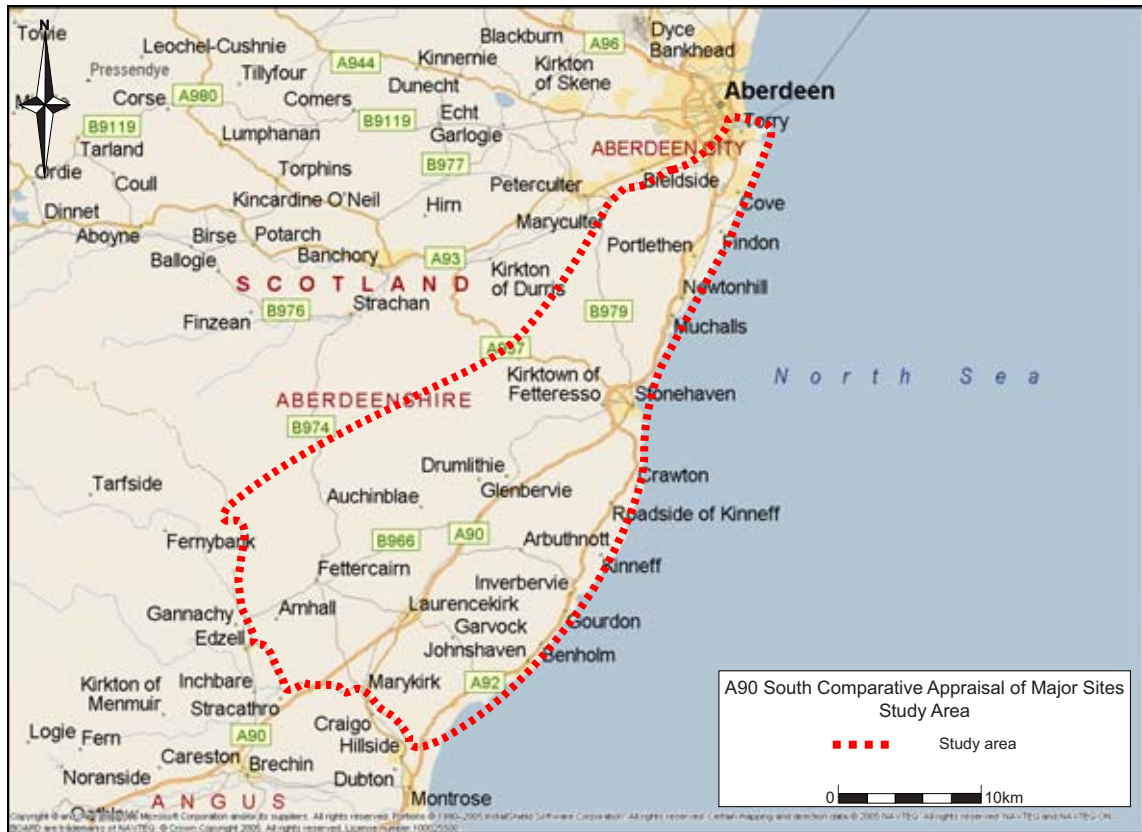 N
Towie
Leochel-Cushnie
Blackburn
A96
Dyce
Bankhead
Pressendye
Tillyfour
A944
Kinnernie
Kirkton
of Skene
Corse
A980
Comers
Dunecht
Aberdeen
B9119
B9119
Echt
Garlogie
Torry
Tarland
Lumphanan
B977
ABERDEEN CITY
Ordie
Coull
Torphins
Peterculter
Bieldside
Kincardine O'Neil
Hirn
Maryculter
Cove
Dinnet
Aboyne
Birse
Potarch
Banchory
A93
Portlethen
Findon
Ballogie
Kirkton
of Durris
SCOTLAND
Strachan
Newtonhill
Finzean
B976
B979
Muchalls
A957
Kirktown of
Fetteresso
Stonehaven
North Sea
ABERDEENSHIRE
B974
Drumlithie
Glenbervie
Crawton
Tarfside
Auchinblae
Roadside of Kinneff
Fernybank
B966
A90
Arbuthnott
Kinneff
Fettercairn
Inverbervie
Gannachy
Arnhall
Laurencekirk
Gourdon
Edzell
Garvock
Johnshaven
Benholm
Kirkton of
Menmuir
Inchbare
Marykirk
A92
Stracathro
Craigo
Logie
Fern
A90
Hillside
Careston
Brechin
Noranside
Dubton
ANGUS
Montrose
A90 South Comparative Appraisal of Major Sites
Study Area
Study area
0 10km